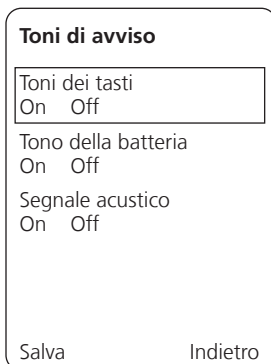 Toni di avviso
Toni dei tasti
On Off
Tono della batteria
On Off
Segnale acustico
On Off
Salva Indietro